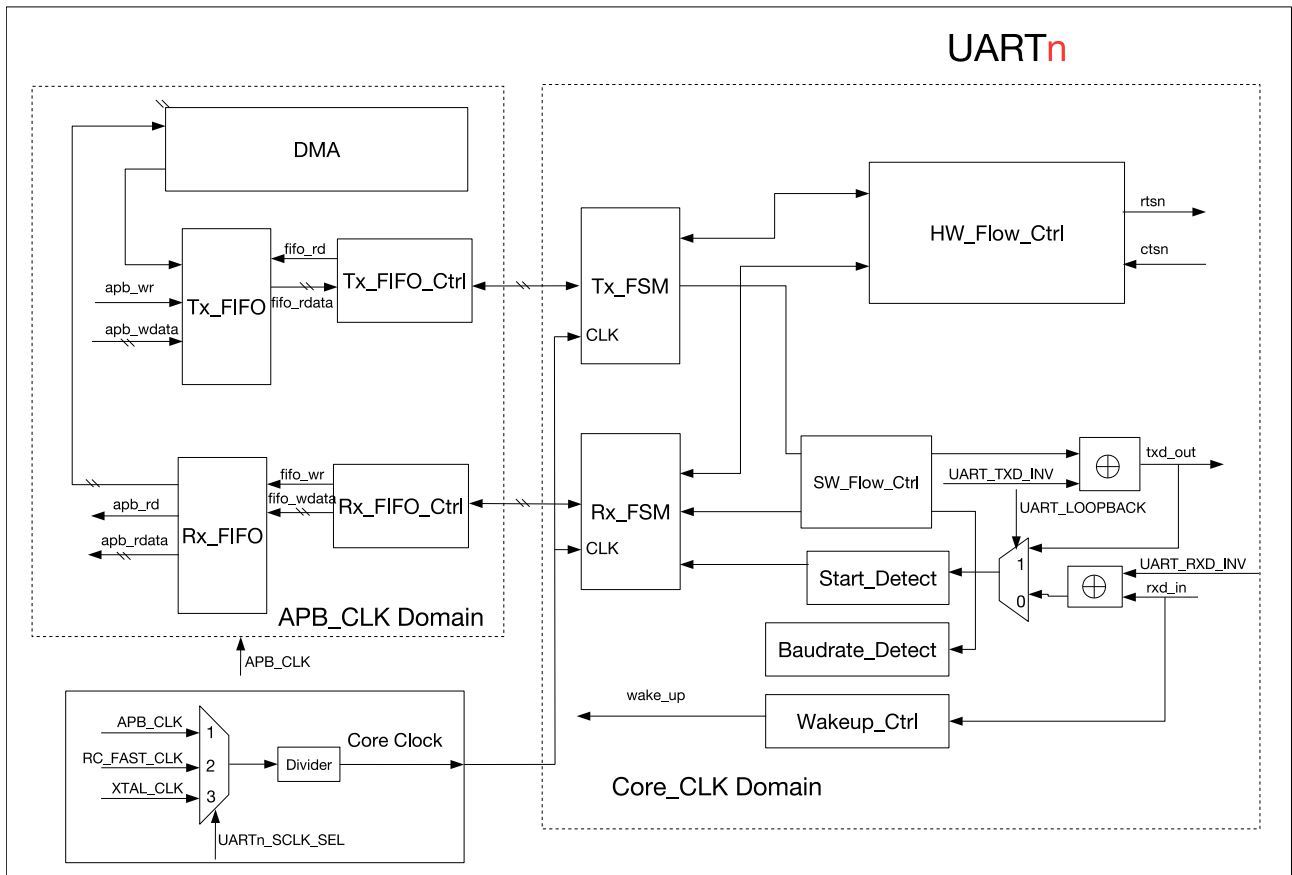 UARTn
DMA
Tx_FIFO
apb_wr
apb_wdata
fifo_rd
fifo_rdata
Tx_FIFO_Ctrl
Rx_FIFO
apb_rd
apb_rdata
fifo_wr
fifo_wdata
Rx_FIFO_Ctrl
APB_CLK Domain
APB_CLK
Tx_FSM
CLK
HW_Flow_Ctrl
rtsn
ctsn
Rx_FSM
CLK
SW_Flow_Ctrl
UART_TXD_INV
txd_out
UART_LOOPBACK
1
0
UART_RXD_INV
rxd_in
Start_Detect
Baudrate_Detect
Wakeup_Ctrl
wake_up
Core_CLK Domain
APB_CLK
RC_FAST_CLK
XTAL_CLK
1
2
3
Divider
Core Clock
UARTn_SCLK_SEL